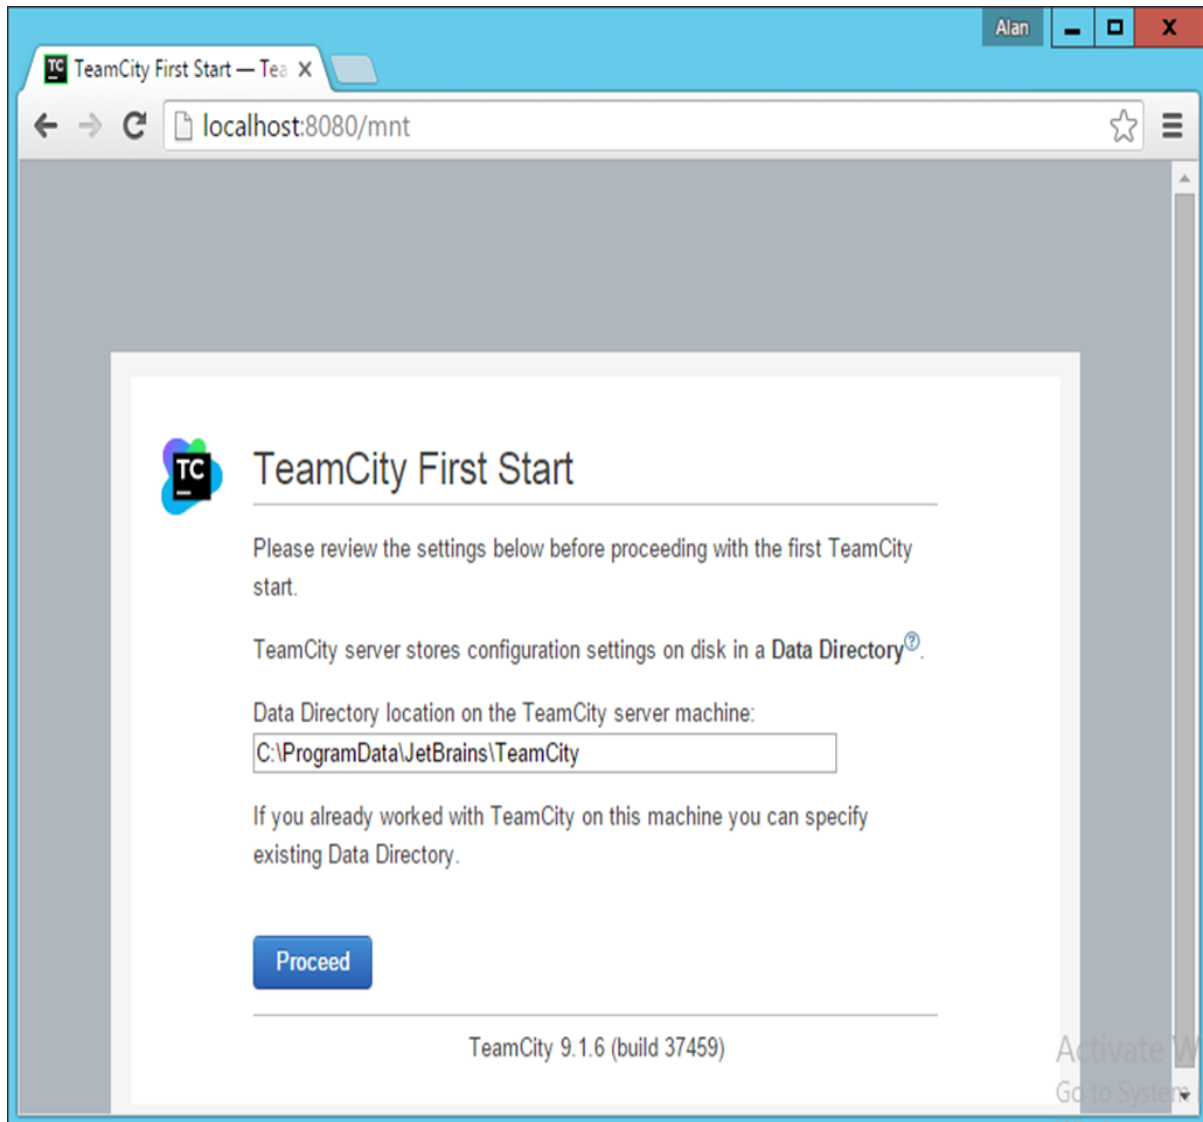 Alan
TeamCity First Start — Tea
localhost:8080/mnt
TC
TeamCity First Start
Please review the settings below before proceeding with the first TeamCity
start.
TeamCity server stores configuration settings on disk in a Data Directory?.
Data Directory location on the TeamCity server machine:
C:\ProgramData\JetBrains\TeamCity
If you already worked with TeamCity on this machine you can specify
existing Data Directory.
Proceed
TeamCity 9.1.6 (build 37459)
Activate W
Go to System